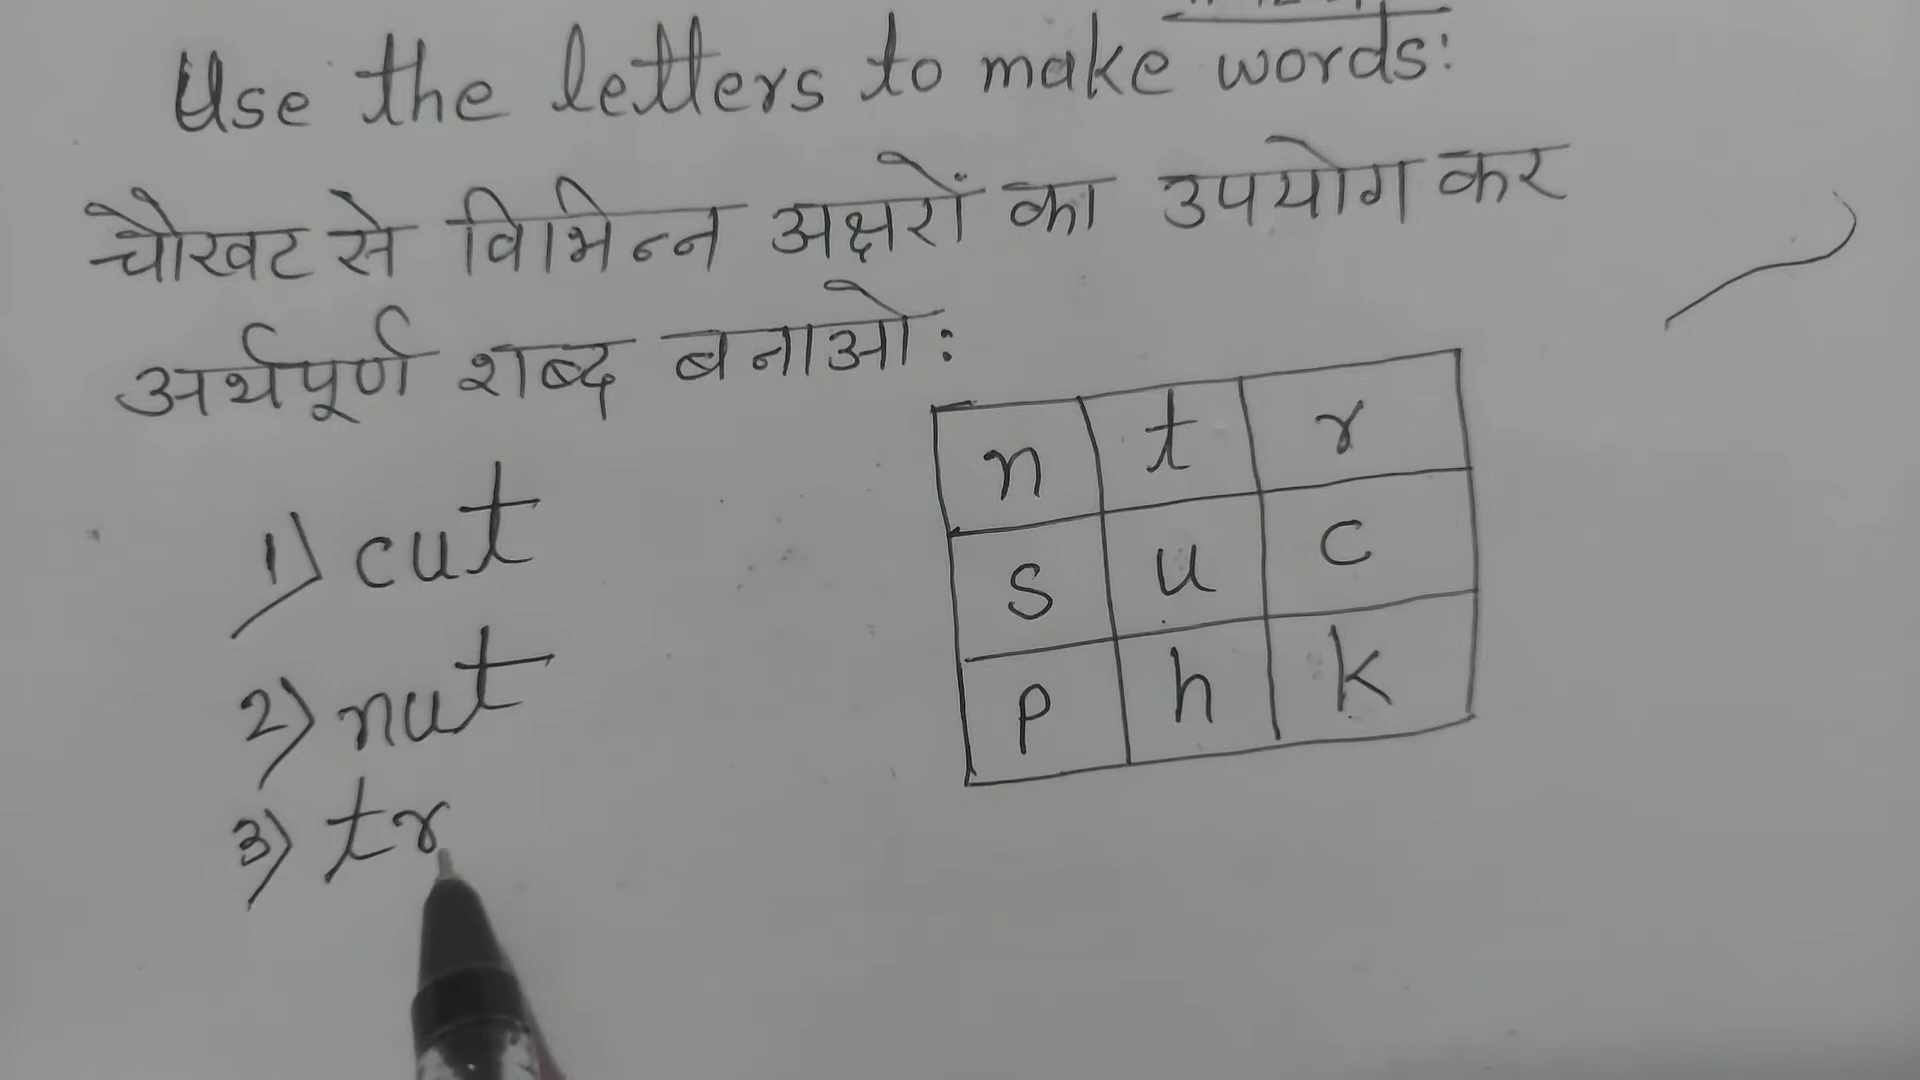 Use the letters to make words:
चौखट से विभिन्न अक्षरों का उपयोग कर
अर्थपूर्ण शब्द बनाओ:
n t r
1) cut
s u c
2) nut
p h k
3) tr